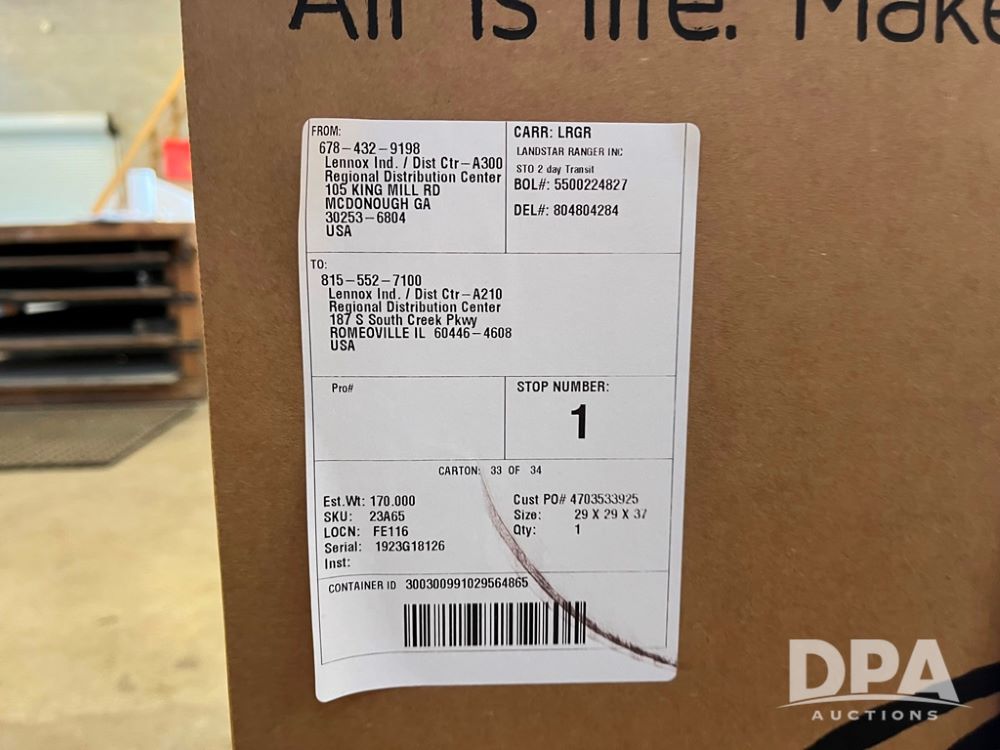 Air is life. Make
FROM:
678-432-9198
Lennox Ind. / Dist Ctr-A300
Regional Distribution Center
105 KING MILL RD
MCDONOUGH GA
30253-6804
USA
CARR: LRGR
LANDSTAR RANGER INC
STO 2 day Transit
BOL#: 5500224827
DEL#: 804804284
TO:
815-552-7100
Lennox Ind. / Dist Ctr-A210
Regional Distribution Center
187 S South Creek Pkwy
ROMEOVILLE IL 60446-4608
USA
Pro#
STOP NUMBER:
1
CARTON: 33 OF 34
Est.Wt: 170.000
SKU: 23A65
LOCN: FE116
Serial: 1923G18126
Inst:
Cust PO# 4703533925
Size: 29 X 29 X 37
Qty: 1
CONTAINER ID 300300991029564865
DPA
AUCTIONS